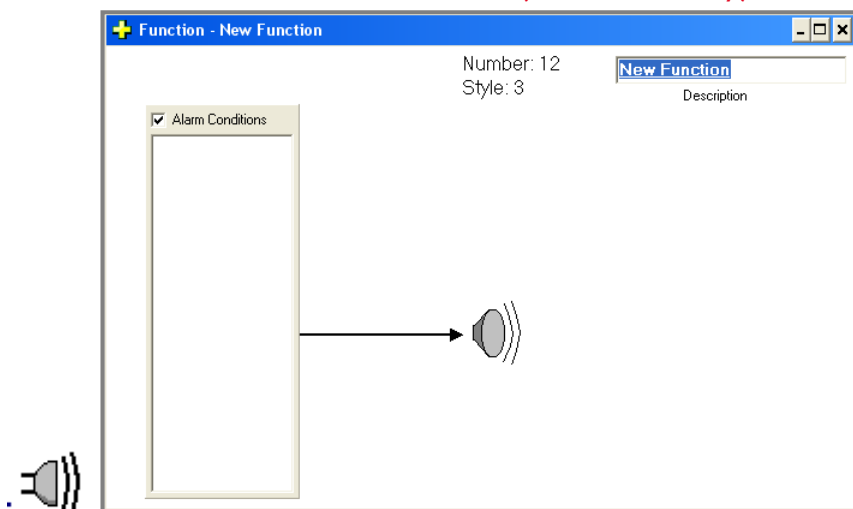 Function - New Function
Number: 12
Style: 3
New Function
Description
Alarm Conditions